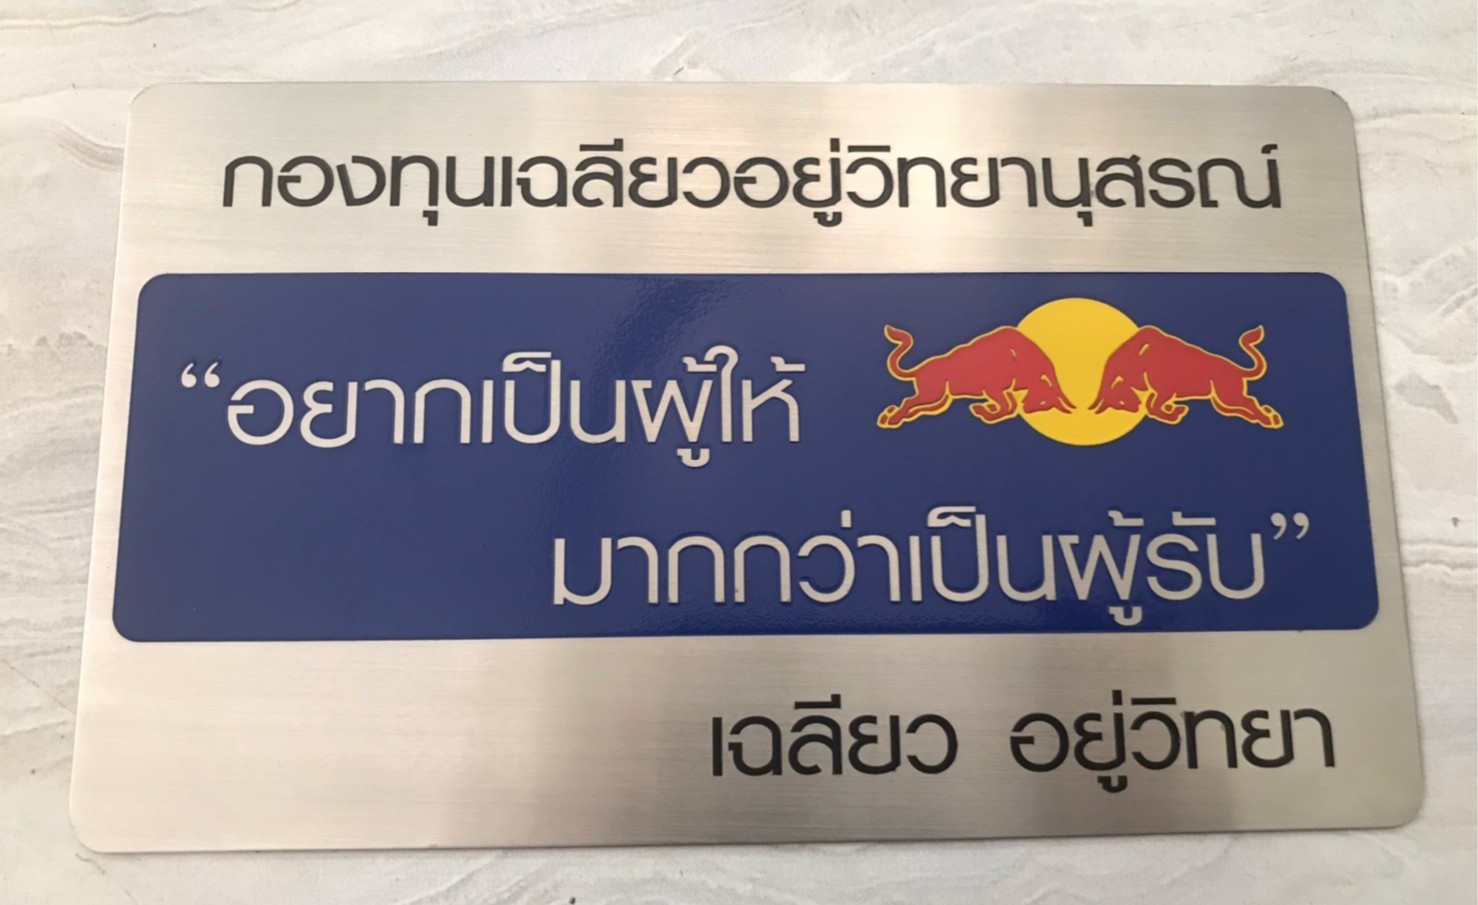 กองทุนเฉลียวอยู่วิทยานุสรณ์
“อยากเป็นผู้ให้
มากกว่าเป็นผู้รับ”
เฉลียว อยู่วิทยา